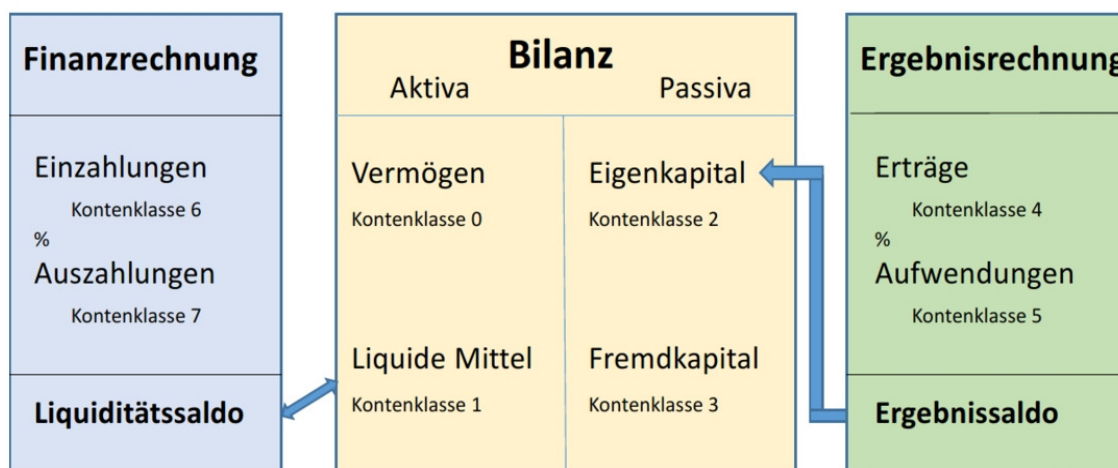 Finanzrechnung
Einzahlungen
Kontenklasse 6
%
Auszahlungen
Kontenklasse 7
Liquiditätssaldo
Bilanz
Aktiva
Passiva
Vermögen
Kontenklasse 0
Liquide Mittel
Kontenklasse 1
Eigenkapital
Kontenklasse 2
Fremdkapital
Kontenklasse 3
Ergebnisrechnung
Erträge
Kontenklasse 4
%
Aufwendungen
Kontenklasse 5
Ergebnissaldo